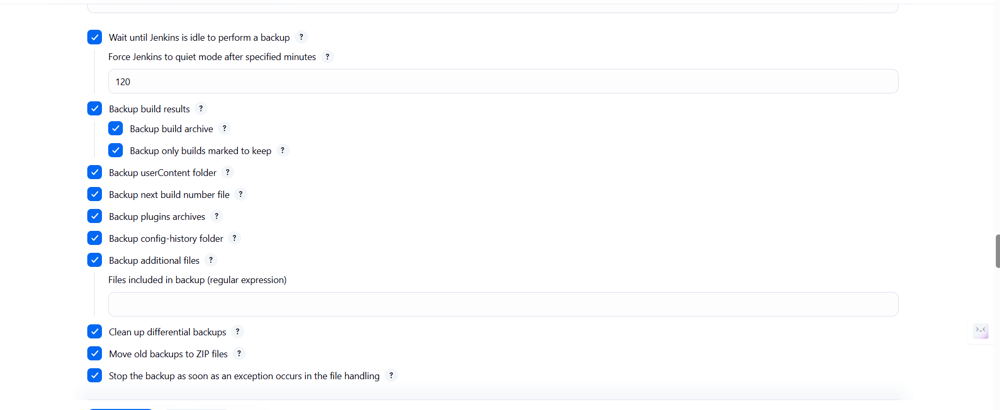 Wait until Jenkins is idle to perform a backup ?
Force Jenkins to quiet mode after specified minutes ?
120
Backup build results ?
Backup build archive ?
Backup only builds marked to keep ?
Backup userContent folder ?
Backup next build number file ?
Backup plugins archives ?
Backup config-history folder ?
Backup additional files ?
Files included in backup (regular expression)
Clean up differential backups ?
Move old backups to ZIP files ?
Stop the backup as soon as an exception occurs in the file handling ?